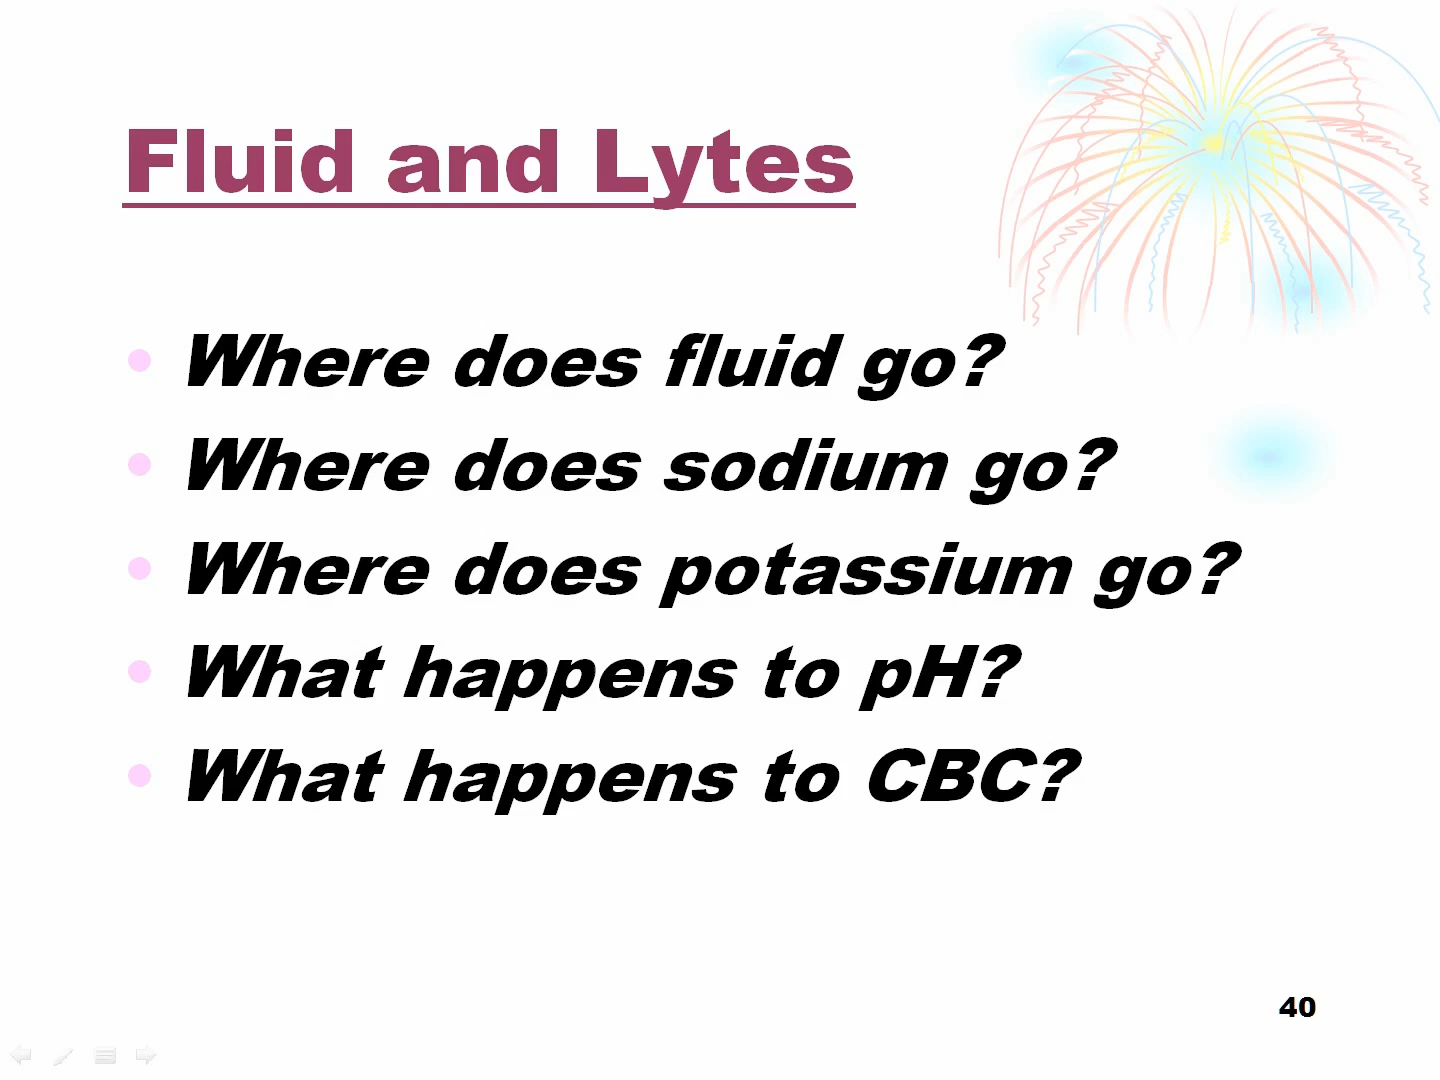 Fluid and Lytes
• Where does fluid go?
• Where does sodium go?
• Where does potassium go?
• What happens to pH?
• What happens to CBC?
40